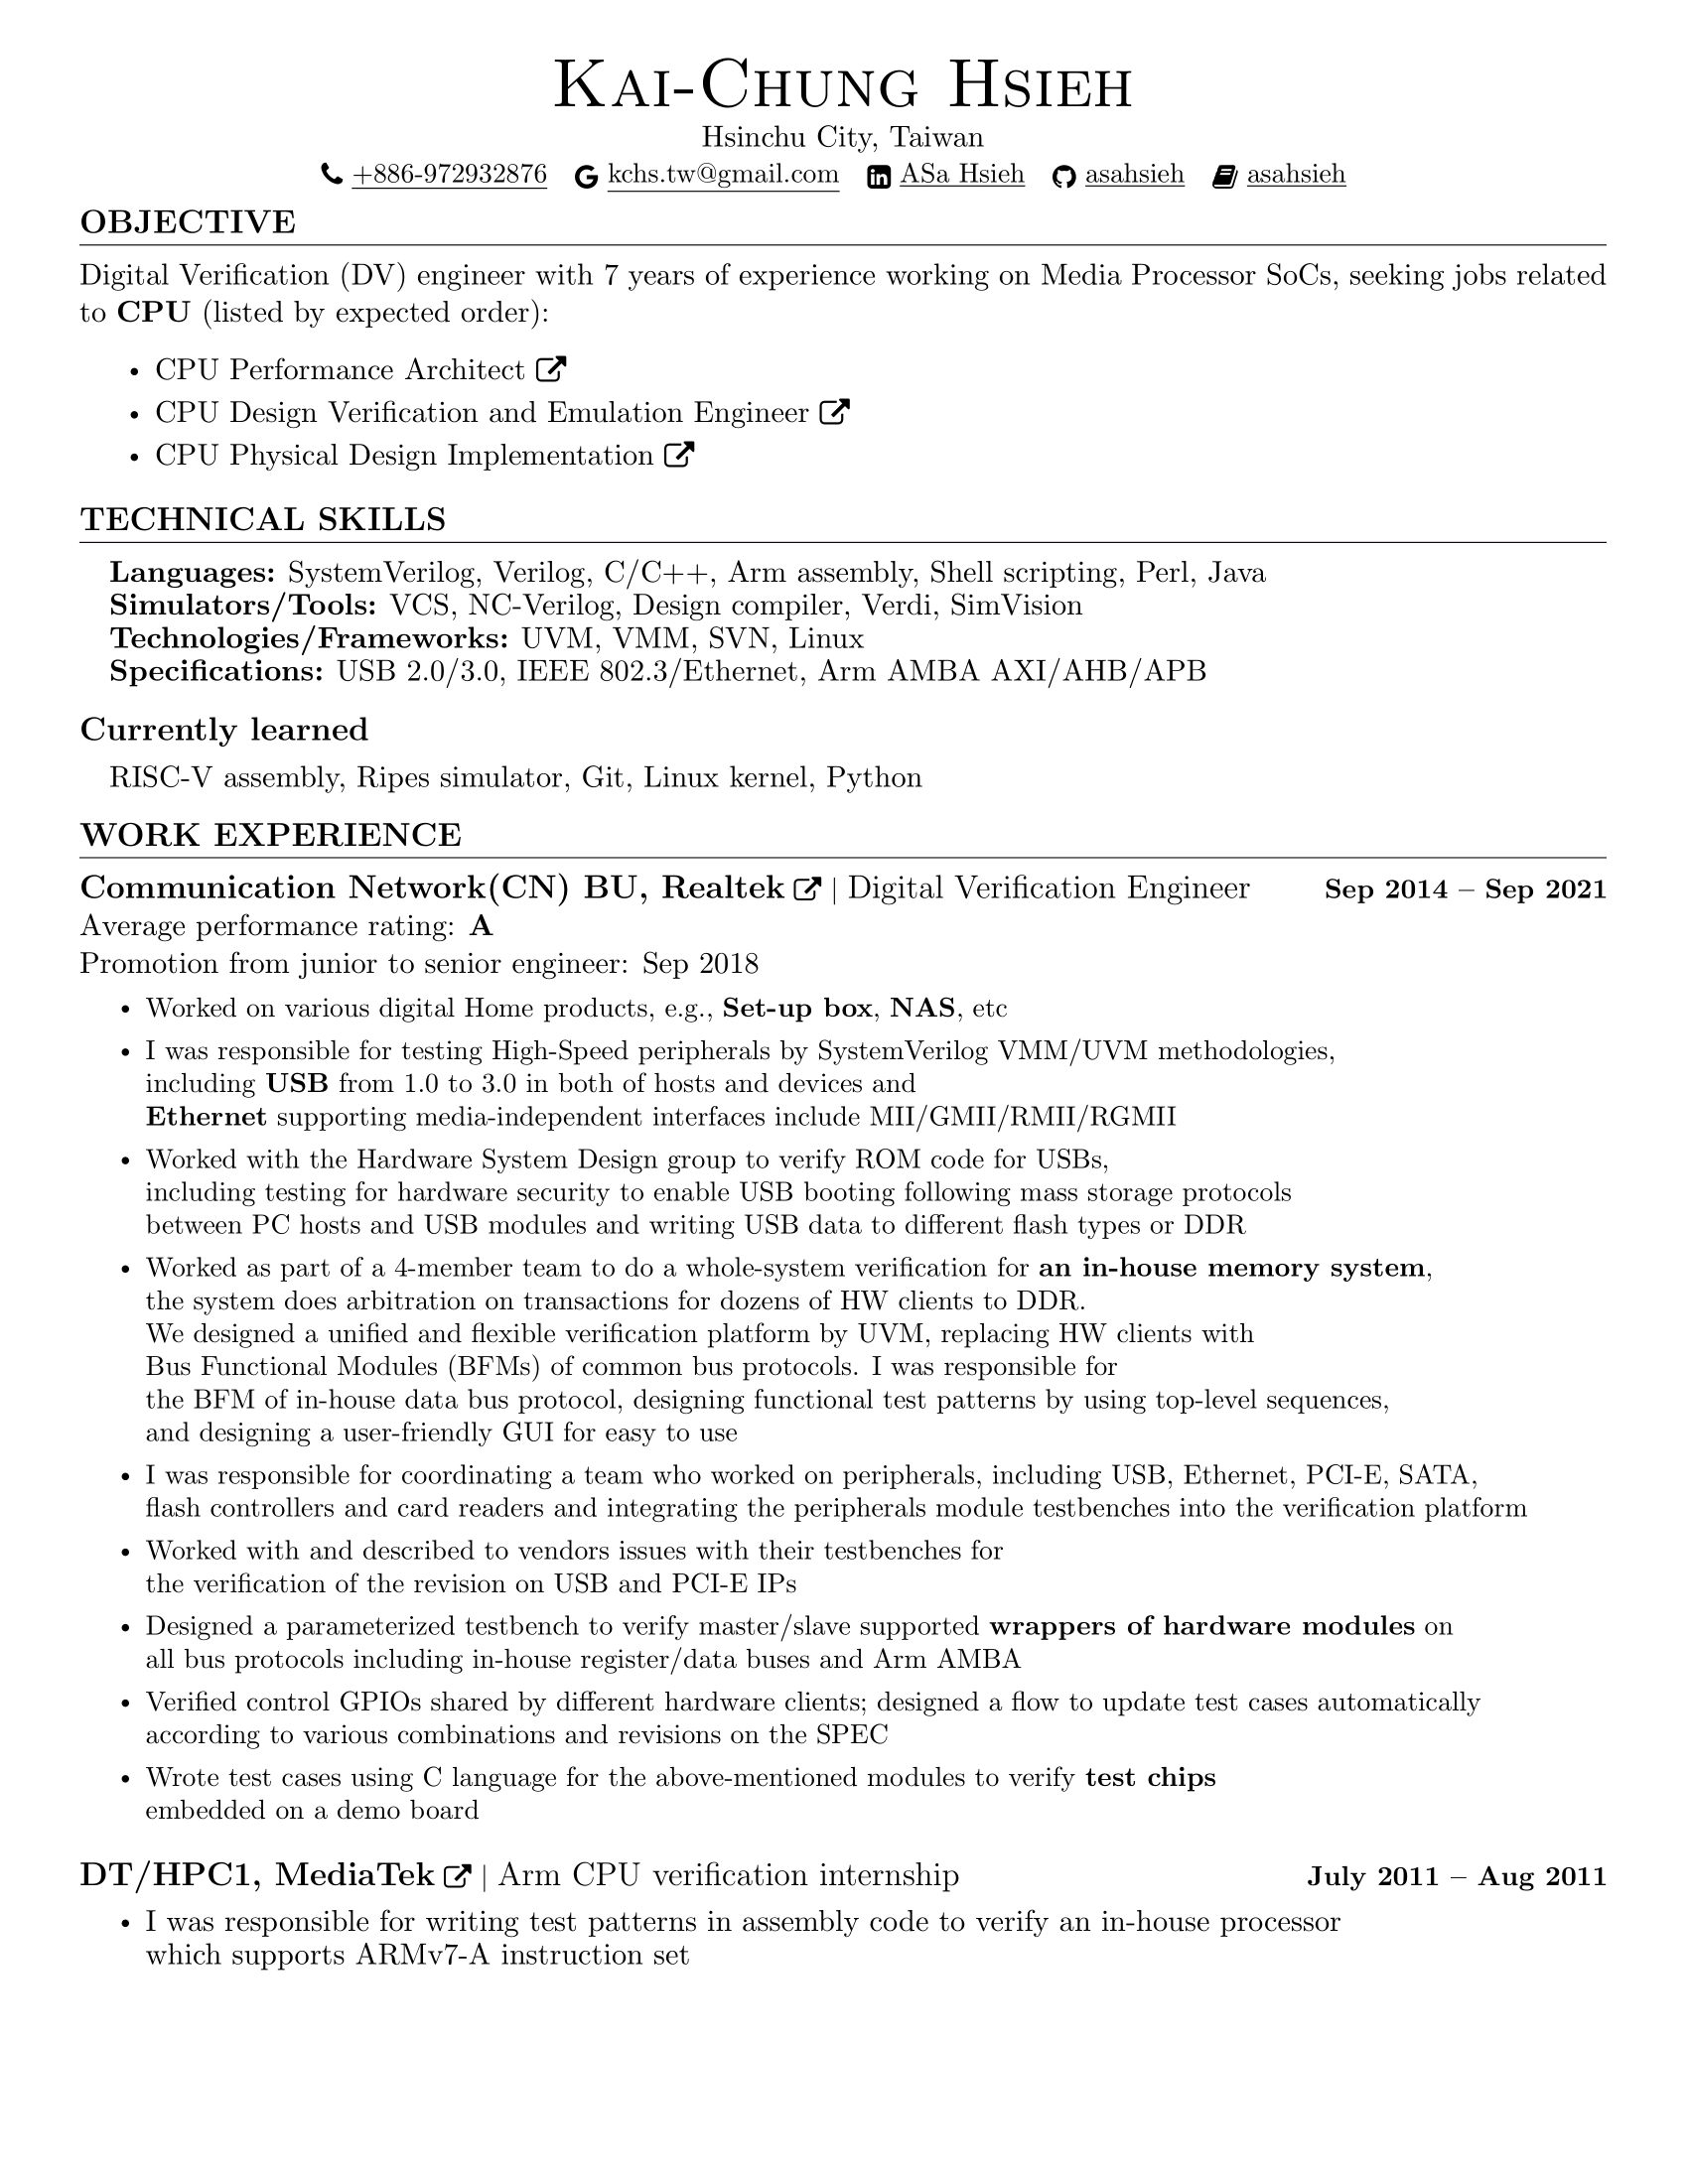 Kai-Chung Hsieh
Hsinchu City, Taiwan
+886-972932876 kchs.tw@gmail.com ASa Hsieh asahsieh asahsieh
OBJECTIVE
Digital Verification (DV) engineer with 7 years of experience working on Media Processor SoCs, seeking jobs related
to CPU (listed by expected order):
• CPU Performance Architect
• CPU Design Verification and Emulation Engineer
• CPU Physical Design Implementation
TECHNICAL SKILLS
Languages: SystemVerilog, Verilog, C/C++, Arm assembly, Shell scripting, Perl, Java
Simulators/Tools: VCS, NC-Verilog, Design compiler, Verdi, SimVision
Technologies/Frameworks: UVM, VMM, SVN, Linux
Specifications: USB 2.0/3.0, IEEE 802.3/Ethernet, Arm AMBA AXI/AHB/APB
Currently learned
RISC-V assembly, Ripes simulator, Git, Linux kernel, Python
WORK EXPERIENCE
Communication Network(CN) BU, Realtek | Digital Verification Engineer Sep 2014 – Sep 2021
Average performance rating: A
Promotion from junior to senior engineer: Sep 2018
• Worked on various digital Home products, e.g., Set-up box, NAS, etc
• I was responsible for testing High-Speed peripherals by SystemVerilog VMM/UVM methodologies,
including USB from 1.0 to 3.0 in both of hosts and devices and
Ethernet supporting media-independent interfaces include MII/GMII/RMII/RGMII
• Worked with the Hardware System Design group to verify ROM code for USBs,
including testing for hardware security to enable USB booting following mass storage protocols
between PC hosts and USB modules and writing USB data to different flash types or DDR
• Worked as part of a 4-member team to do a whole-system verification for an in-house memory system,
the system does arbitration on transactions for dozens of HW clients to DDR.
We designed a unified and flexible verification platform by UVM, replacing HW clients with
Bus Functional Modules (BFMs) of common bus protocols. I was responsible for
the BFM of in-house data bus protocol, designing functional test patterns by using top-level sequences,
and designing a user-friendly GUI for easy to use
• I was responsible for coordinating a team who worked on peripherals, including USB, Ethernet, PCI-E, SATA,
flash controllers and card readers and integrating the peripherals module testbenches into the verification platform
• Worked with and described to vendors issues with their testbenches for
the verification of the revision on USB and PCI-E IPs
• Designed a parameterized testbench to verify master/slave supported wrappers of hardware modules on
all bus protocols including in-house register/data buses and Arm AMBA
• Verified control GPIOs shared by different hardware clients; designed a flow to update test cases automatically
according to various combinations and revisions on the SPEC
• Wrote test cases using C language for the above-mentioned modules to verify test chips
embedded on a demo board
DT/HPC1, MediaTek | Arm CPU verification internship July 2011 – Aug 2011
• I was responsible for writing test patterns in assembly code to verify an in-house processor
which supports ARMv7-A instruction set